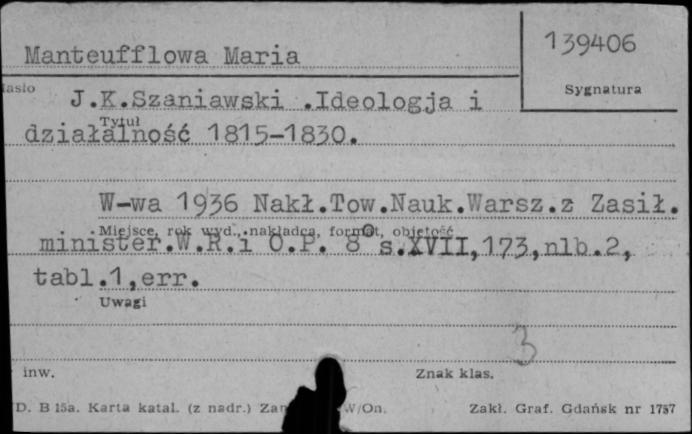 Manteufflowa Maria
139406
Sygnatura
J.K.Szaniawski .Ideologja i
Tytuł
działalność 1815-1830.
W-wa 1936 Nakł.Tow.Nauk.Warsz.z Zasił.
Miejsce, rok wyd., nakładca, format, objętość
minister.W.R.i O.P. 8° s.XVII,173,nlb.2,
tabl.1,err.
Uwagi
3
inw.
Znak klas.
D. B 15a. Karta katal. (z nadr.)
W/On.
Zakł. Graf. Gdańsk nr 1757